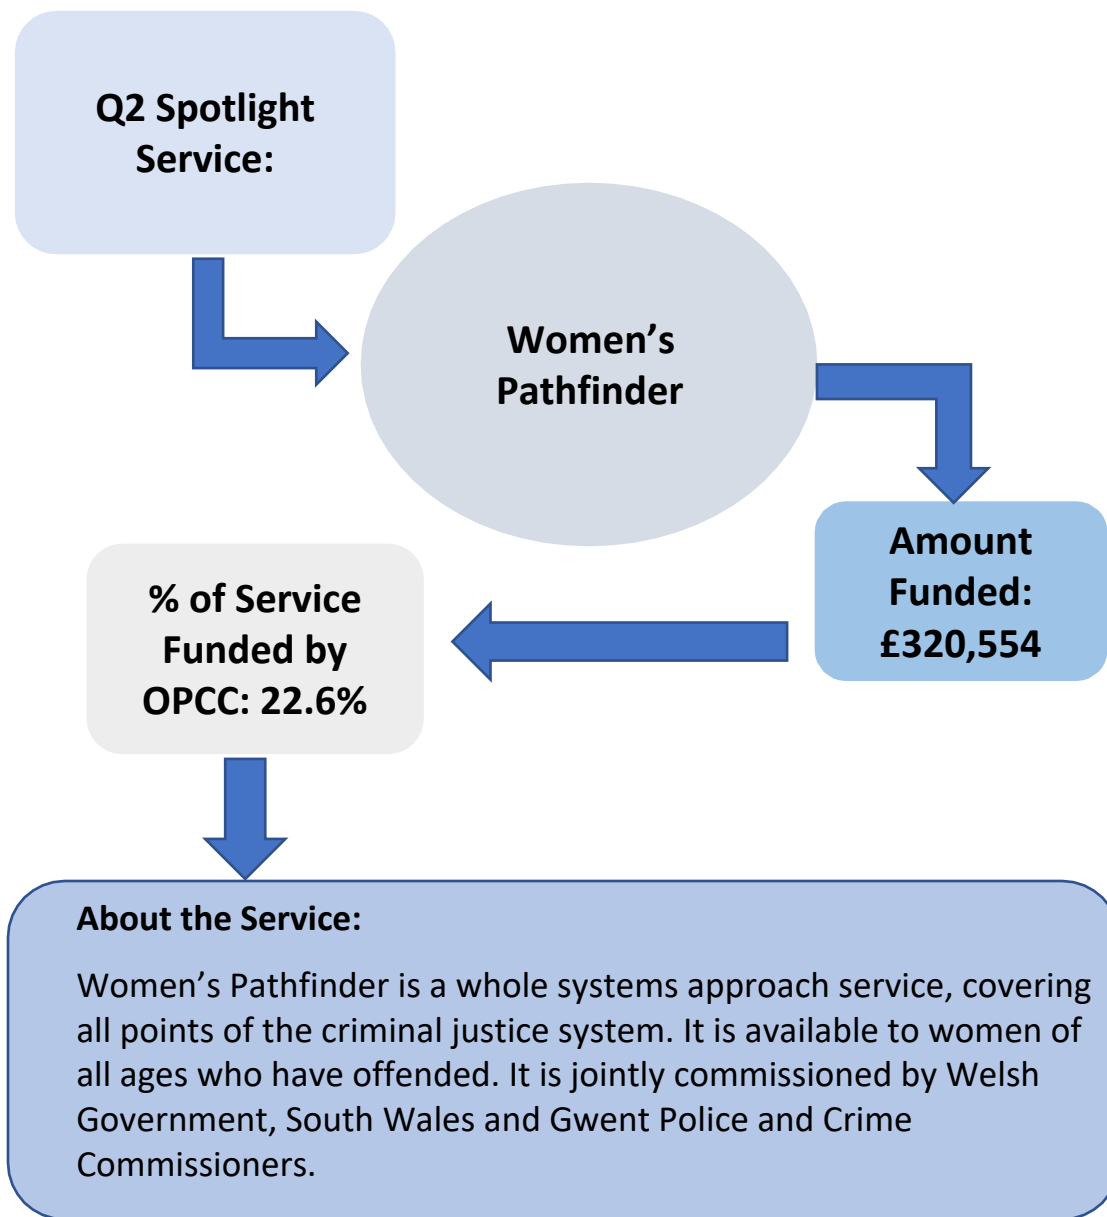 Q2 Spotlight
Service:
Women’s
Pathfinder
Amount
Funded:
£320,554
% of Service
Funded by
OPCC: 22.6%
About the Service:
Women’s Pathfinder is a whole systems approach service, covering
all points of the criminal justice system. It is available to women of
all ages who have offended. It is jointly commissioned by Welsh
Government, South Wales and Gwent Police and Crime
Commissioners.